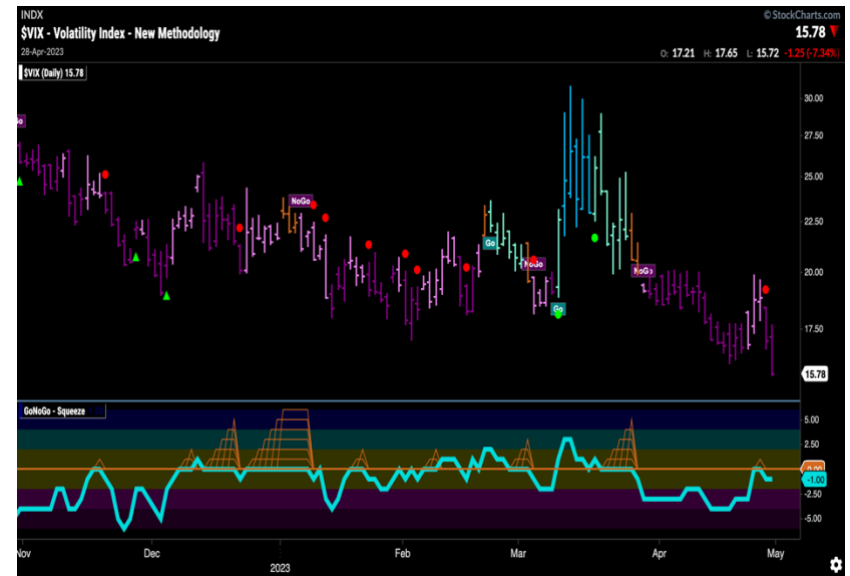 INDX
© StockCharts.com
$VIX - Volatility Index - New Methodology
15.78
28-Apr-2023
O: 17.21 H: 17.65 L: 15.72 -1.25 (-7.34%)
$VIX (Daily) 15.78
30.00
NoGo
27.50
25.00
NoGo
22.50
Go
NoGo
NoGo
20.00
Go
17.50
15.78
GoNoGo - Squeeze
5.00
2.50
0.00
-1.00
-2.50
-5.00
Nov Dec 2023 Feb Mar Apr May